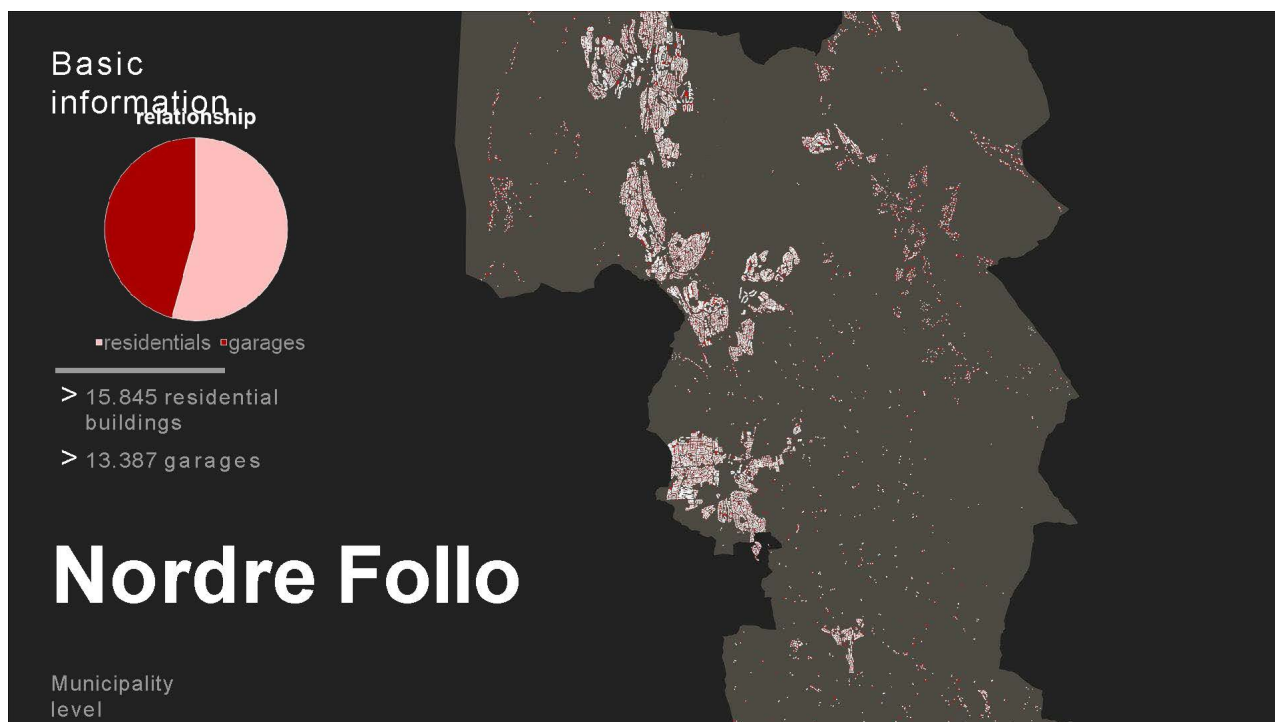 Basic
information
relationship
residentials garages
> 15.845 residential
buildings
> 13.387 garages
Nordre Follo
Municipality
level